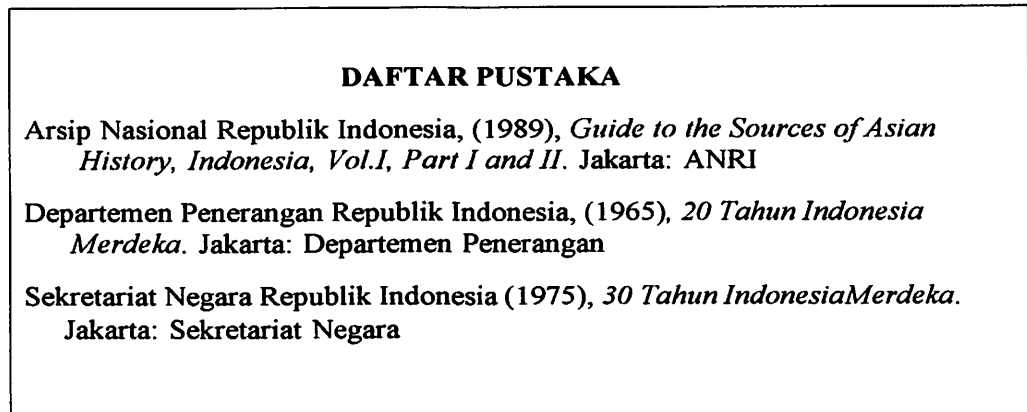 DAFTAR PUSTAKA
Arsip Nasional Republik Indonesia, (1989), Guide to the Sources of Asian
History, Indonesia, Vol.I, Part I and II. Jakarta: ANRI
Departemen Penerangan Republik Indonesia, (1965), 20 Tahun Indonesia
Merdeka. Jakarta: Departemen Penerangan
Sekretariat Negara Republik Indonesia (1975), 30 Tahun IndonesiaMerdeka.
Jakarta: Sekretariat Negara